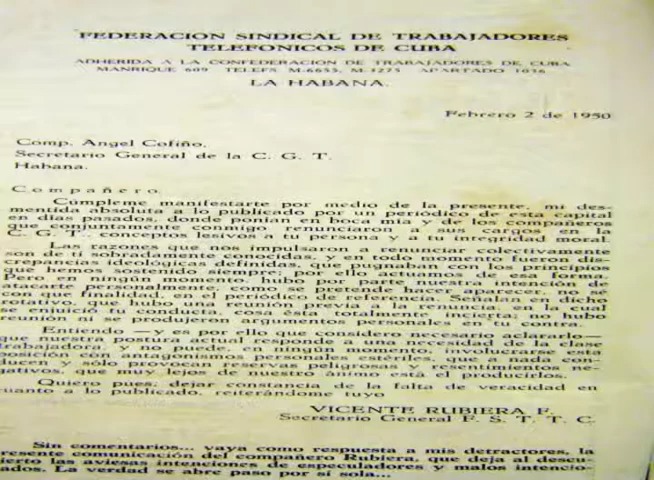 FEDERACION SINDICAL DE TRABAJADORES
TELEFONICOS DE CUBA
ADHERIDA A LA CONFEDERACION DE TRABAJADORES DE CUBA
MANRIQUE 609 TELEFS. M-6655, M-3275 APARTADO 1036
LA HABANA.
Febrero 2 de 1950
Comp. Angel Cofiño.
Secretario General de la C. G. T.
Habana.
Compañero.
Cúmpleme manifestarte por medio de la presente, mi des-
mentida absoluta a lo publicado por un periódico de esta capital
en días pasados, donde ponían en boca mía y de los compañeros
que conjuntamente conmigo renunciaron a sus cargos en la
C. G. T., conceptos lesivos a tu persona y a tu integridad moral.
Las razones que nos impulsaron a renunciar colectivamente
son de tí sobradamente conocidas, y en todo momento fueron dis-
crepancias ideológicas definidas, que pugnaban con los principios
que hemos sostenido siempre; por ello actuamos de esa forma.
Pero en ningún momento, hubo por parte nuestra intención de
atacarte personalmente, como se pretende hacer aparecer, no sé
con que finalidad, en el periódico de referencia. Señalan en dicho
rotativo, que hubo una reunión previa a la renuncia, en la cual
se enjuició tu conducta, cosa ésta totalmente incierta; no hubo
reunión ni se produjeron argumentos personales en tu contra.
Entiendo —y es por ello que considero necesario aclararlo—
que nuestra postura actual responde a una necesidad de la clase
trabajadora, y no puede, en ningún momento, involucrarse esta
posición con antagonismos personales estériles, que a nada con-
ducen y sólo provocan reservas peligrosas y resentimientos ne-
gativos, que muy lejos de nuestro ánimo está el producirlos.
Quiero pues, dejar constancia de la falta de veracidad en
cuanto a lo publicado, reiterándome tuyo
VICENTE RUBIERA F.
Secretario General F. S. T. T. C.
Sin comentarios... vaya como respuesta a mis detractores, la
presente comunicación del compañero Rubiera, que deja al descu-
bierto las aviesas intenciones de especuladores y malos intencio-
nados. La verdad se abre paso por sí sola...